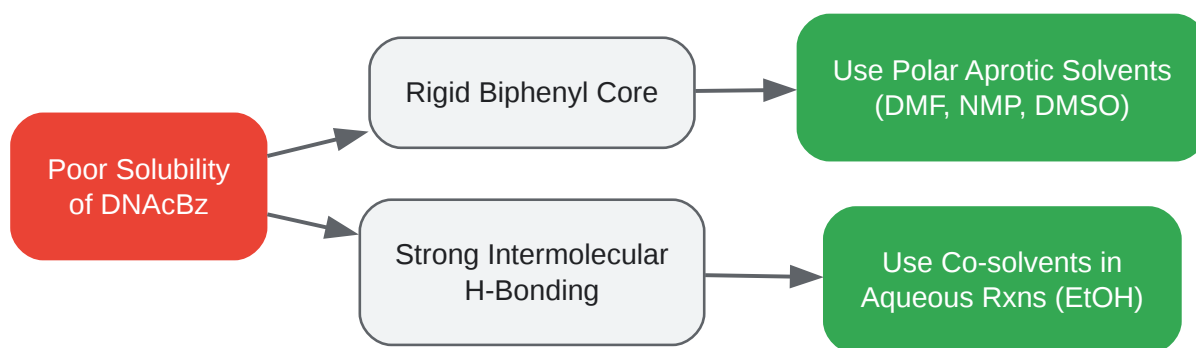 Poor Solubility
of DNAcBz
Rigid Biphenyl Core
Use Polar Aprotic Solvents
(DMF, NMP, DMSO)
Strong Intermolecular
H-Bonding
Use Co-solvents in
Aqueous Rxns (EtOH)